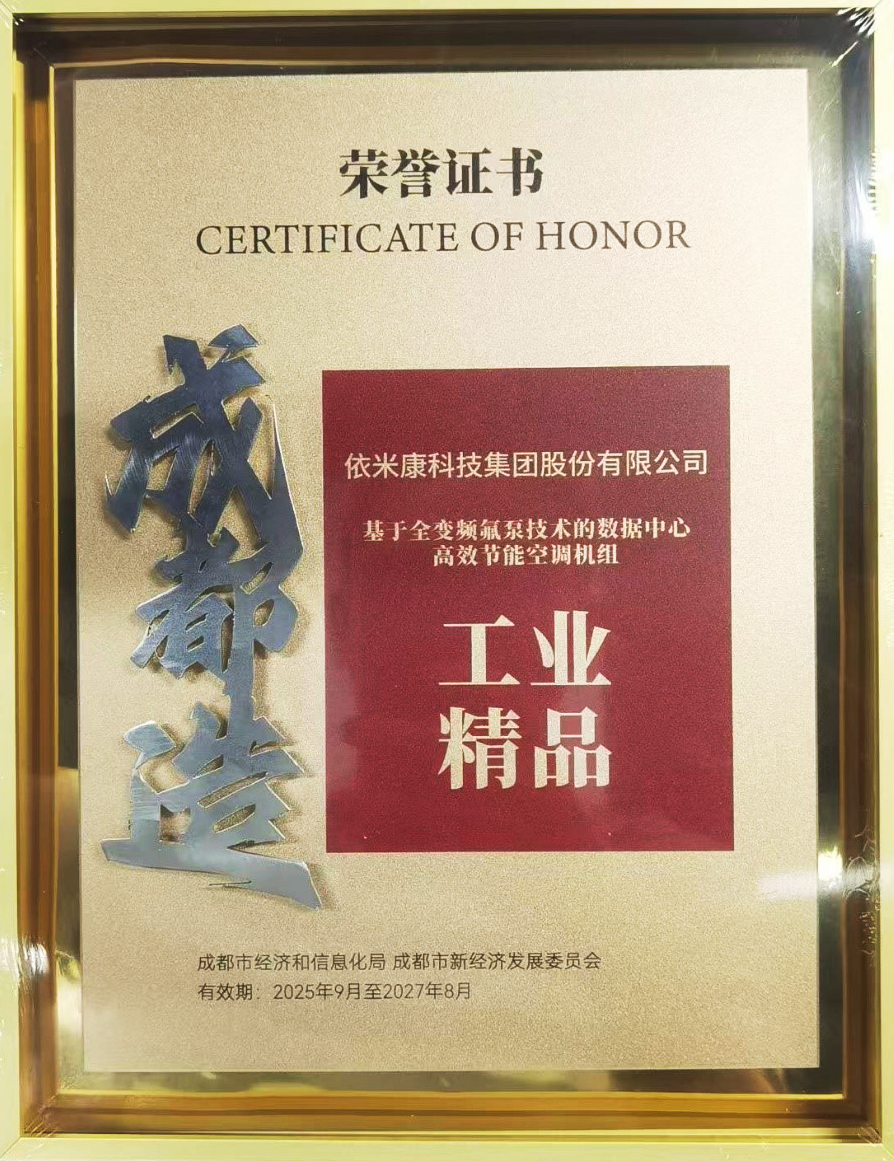 荣誉证书
CERTIFICATE OF HONOR
成都造
依米康科技集团股份有限公司
基于全变频氟泵技术的数据中心
高效节能空调机组
工业
精品
成都市经济和信息化局 成都市新经济发展委员会
有效期：2025年9月至2027年8月